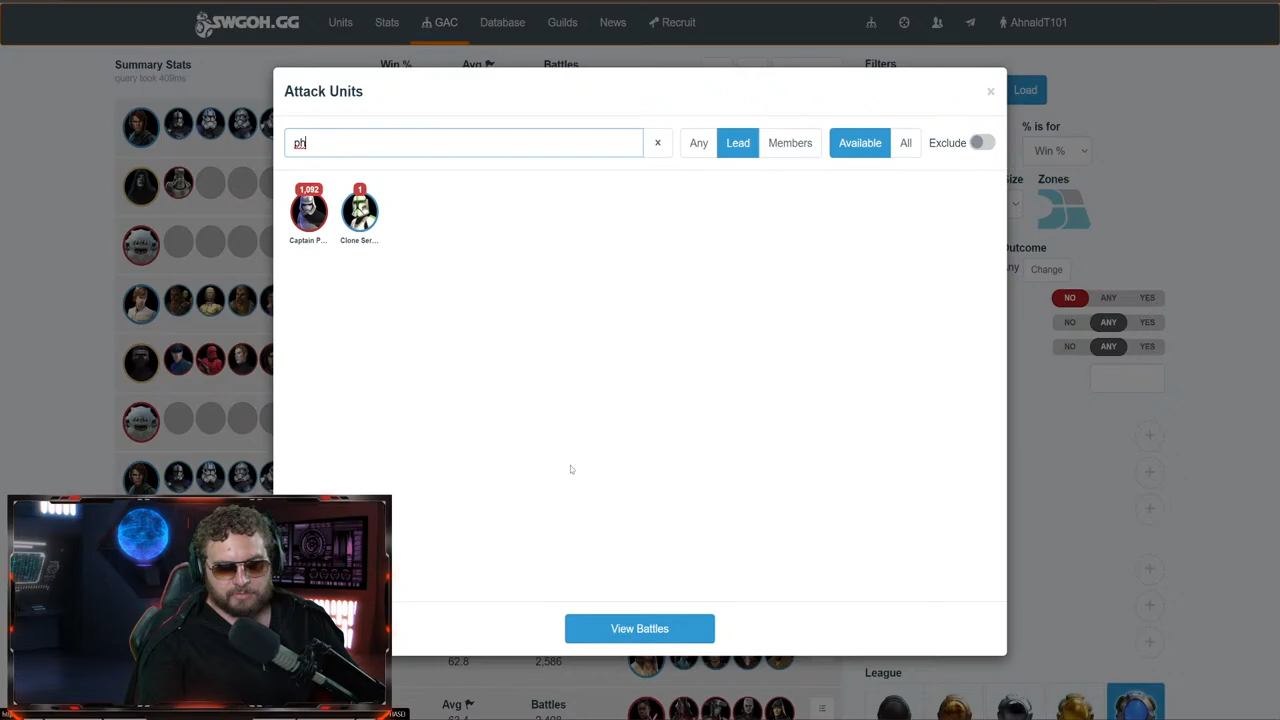 SWGOH.GG Units Stats GAC Database Guilds News Recruit AhnaldT101
Summary Stats
query took 409ms
Win % Avg Battles
Filters
Attack Units ×
Load
ph x Any Lead Members Available All Exclude
% is for
Win %
Size Zones
1,092 1
Captain P... Clone Ser...
Outcome
Any Change
NO ANY YES
NO ANY YES
NO ANY YES
View Battles
62.8 2,586
League
Avg Battles